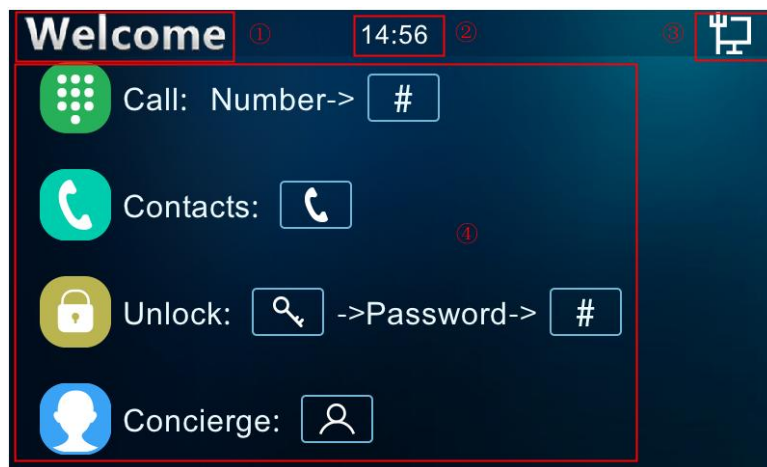 Welcome ① 14:56 ② ③
Call: Number-> #
Contacts:
④
Unlock: ->Password-> #
Concierge: